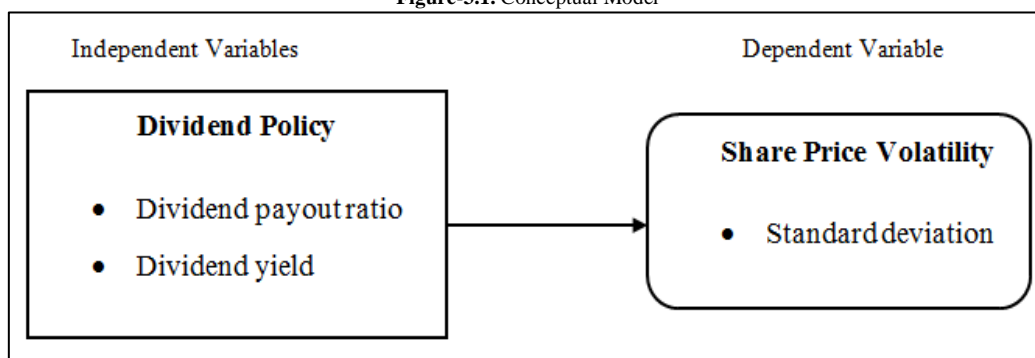 Figure-3.1. Conceptual Model
Independent Variables
Dependent Variable
Dividend Policy
• Dividend payout ratio
• Dividend yield
Share Price Volatility
• Standard deviation